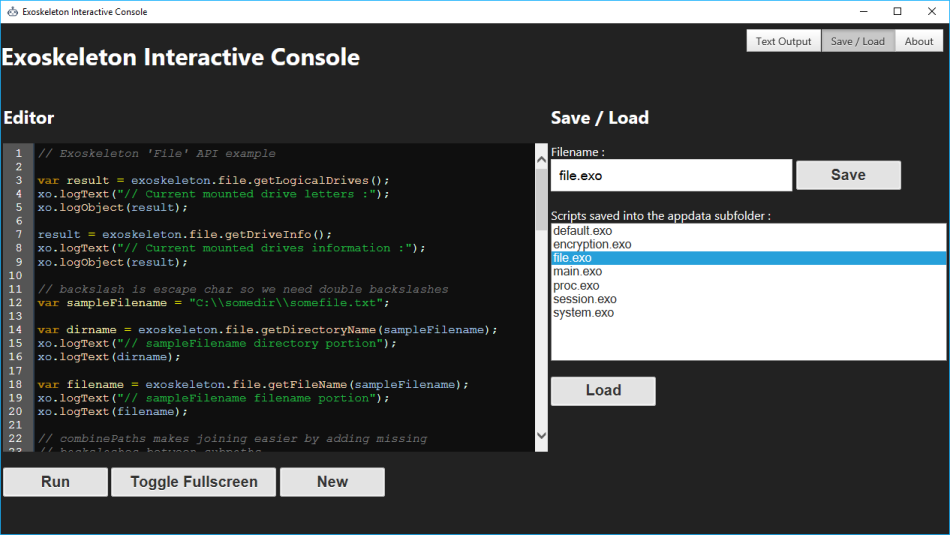 Exoskeleton Interactive Console
Text Output
Save / Load
About
Exoskeleton Interactive Console
Editor
1 // Exoskeleton 'File' API example
2
3 var result = exoskeleton.file.getLogicalDrives();
4 xo.logText("// Current mounted drive letters :");
5 xo.logObject(result);
6
7 result = exoskeleton.file.getDriveInfo();
8 xo.logText("// Current mounted drives information :");
9 xo.logObject(result);
10
11 // backslash is escape char so we need double backslashes
12 var sampleFilename = "C:\\somedir\\somefile.txt";
13
14 var dirname = exoskeleton.file.getDirectoryName(sampleFilename);
15 xo.logText("// sampleFilename directory portion");
16 xo.logText(dirname);
17
18 var filename = exoskeleton.file.getFileName(sampleFilename);
19 xo.logText("// sampleFilename filename portion");
20 xo.logText(filename);
21
22 // combinePaths makes joining easier by adding missing
23 // backslashes between subpaths
Run
Toggle Fullscreen
New
Save / Load
Filename :
file.exo
Save
Scripts saved into the appdata subfolder :
default.exo
encryption.exo
file.exo
main.exo
proc.exo
session.exo
system.exo
Load